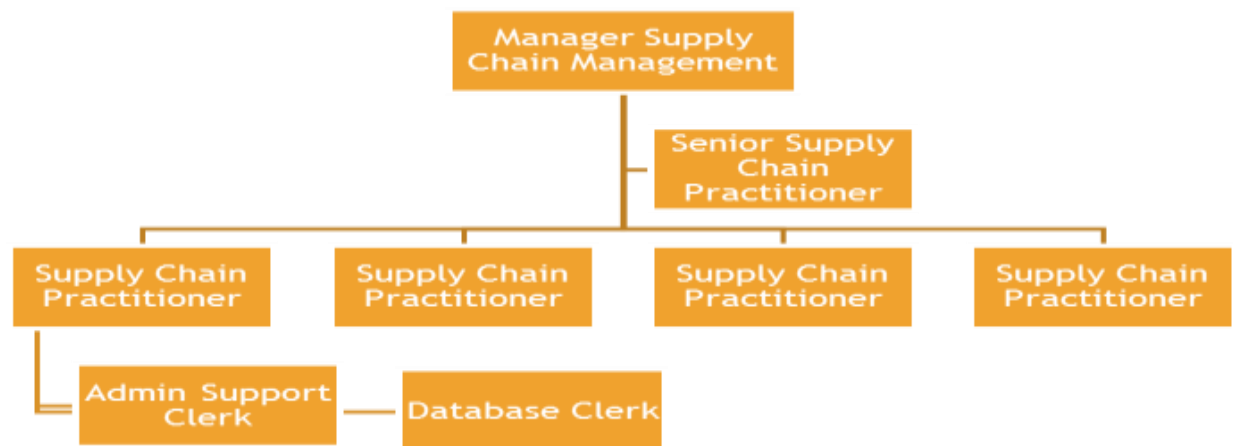 Manager Supply
Chain Management
Senior Supply
Chain
Practitioner
Supply Chain
Practitioner
Supply Chain
Practitioner
Supply Chain
Practitioner
Supply Chain
Practitioner
Admin Support
Clerk
Database Clerk